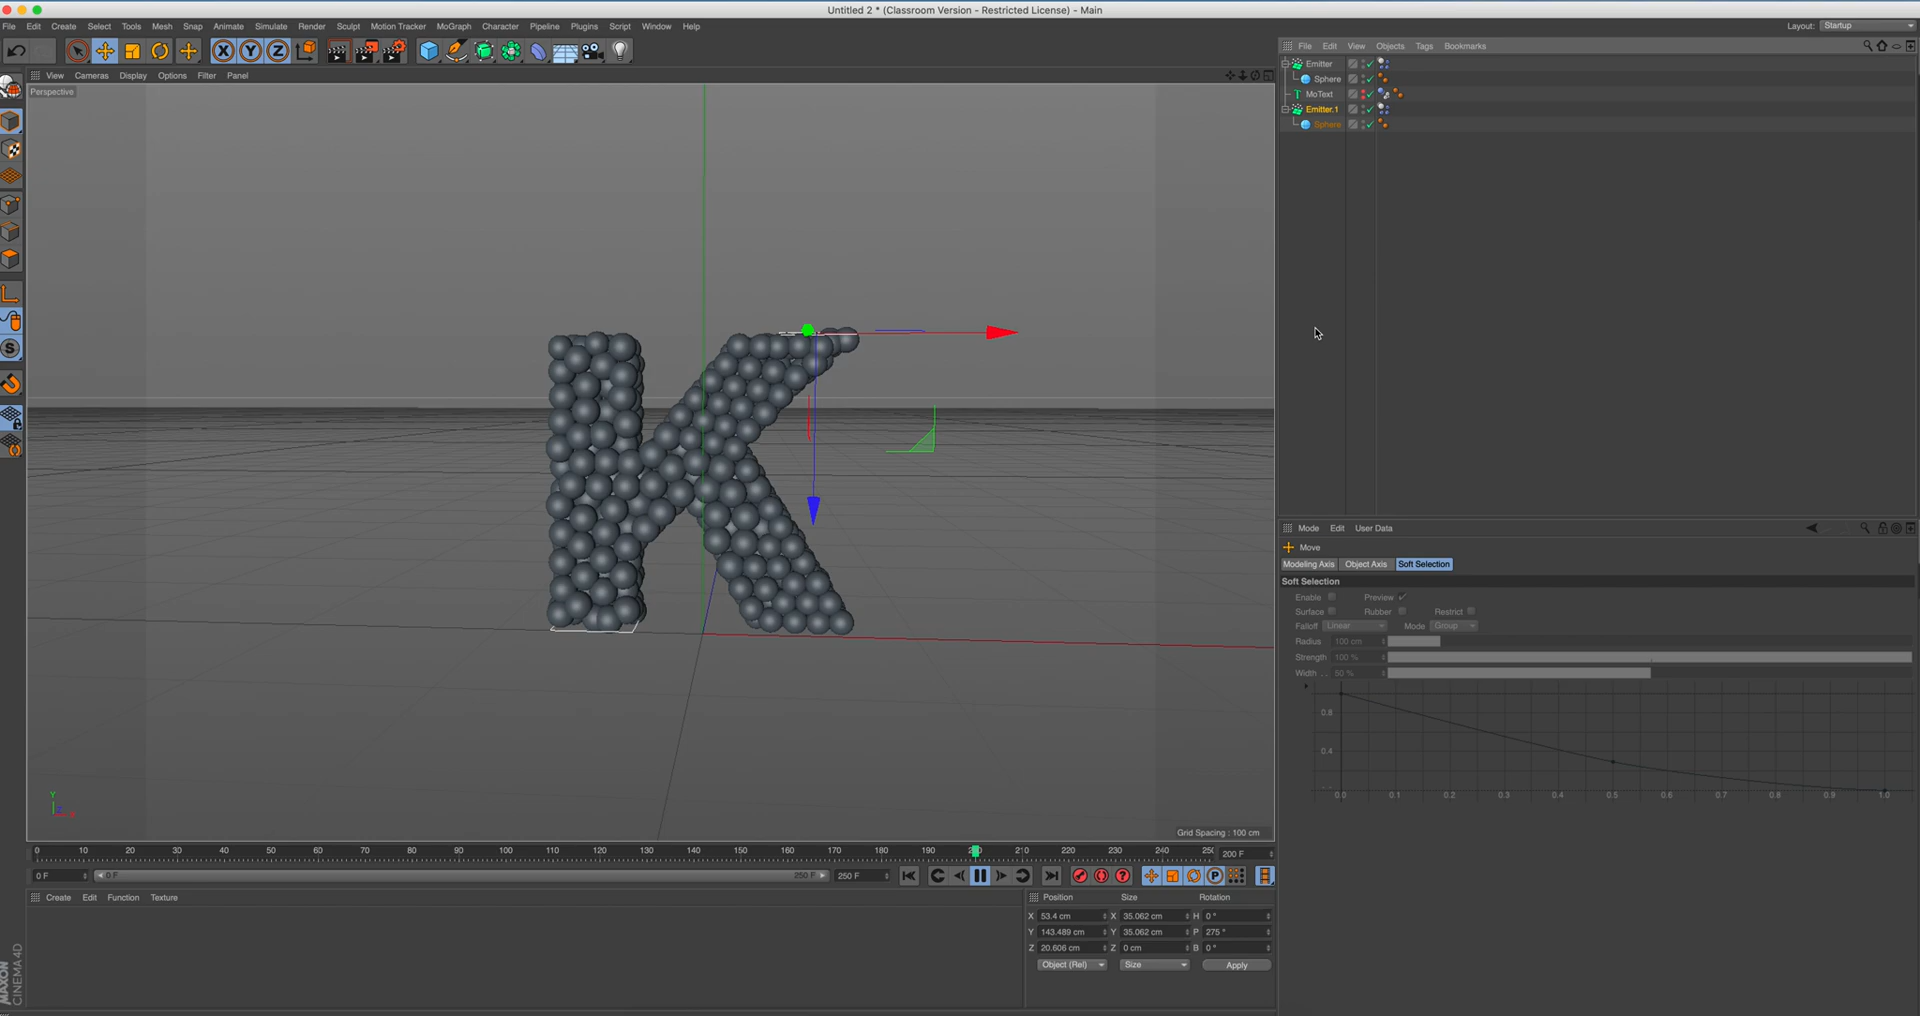 Untitled 2 * (Classroom Version - Restricted License) - Main
File Edit Create Select Tools Mesh Snap Animate Simulate Render Sculpt Motion Tracker MoGraph Character Pipeline Plugins Script Window Help
Layout: Startup
X Y Z
File Edit View Objects Tags Bookmarks
View Cameras Display Options Filter Panel
Perspective
Emitter
Sphere
MoText
Emitter.1
Sphere
S
Mode Edit User Data
Move
Modeling Axis Object Axis Soft Selection
Soft Selection
Enable Preview
Surface Rubber Restrict
Falloff Linear Mode Group
Radius 100 cm
Strength 100 %
Width . . 50 %
0.8
0.4
0.0 0.1 0.2 0.3 0.4 0.5 0.6 0.7 0.8 0.9 1.0
Y
Z
X
Grid Spacing : 100 cm
0 10 20 30 40 50 60 70 80 90 100 110 120 130 140 150 160 170 180 190 210 220 230 240 250
200 F
0 F 0 F 250 F 250 F
P
Create Edit Function Texture
Position Size Rotation
X 53.4 cm X 35.062 cm H 0 °
Y 143.489 cm Y 35.062 cm P 275 °
Z 20.606 cm Z 0 cm B 0 °
Object (Rel) Size Apply
MAXON
CINEMA 4D